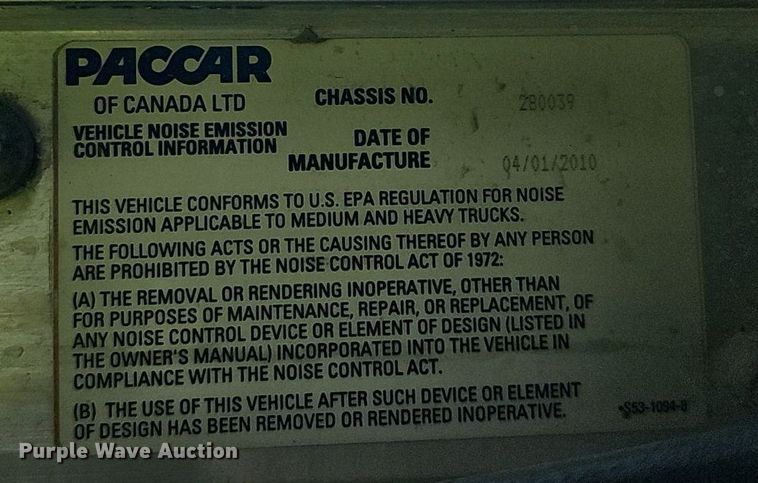 PACCAR
OF CANADA LTD
CHASSIS NO. 280039
VEHICLE NOISE EMISSION
CONTROL INFORMATION
DATE OF
MANUFACTURE 04/01/2010
THIS VEHICLE CONFORMS TO U.S. EPA REGULATION FOR NOISE
EMISSION APPLICABLE TO MEDIUM AND HEAVY TRUCKS.
THE FOLLOWING ACTS OR THE CAUSING THEREOF BY ANY PERSON
ARE PROHIBITED BY THE NOISE CONTROL ACT OF 1972:
(A) THE REMOVAL OR RENDERING INOPERATIVE, OTHER THAN
FOR PURPOSES OF MAINTENANCE, REPAIR, OR REPLACEMENT, OF
ANY NOISE CONTROL DEVICE OR ELEMENT OF DESIGN (LISTED IN
THE OWNER'S MANUAL) INCORPORATED INTO THE VEHICLE IN
COMPLIANCE WITH THE NOISE CONTROL ACT.
(B) THE USE OF THIS VEHICLE AFTER SUCH DEVICE OR ELEMENT
OF DESIGN HAS BEEN REMOVED OR RENDERED INOPERATIVE.
S53-1094-8
Purple Wave Auction